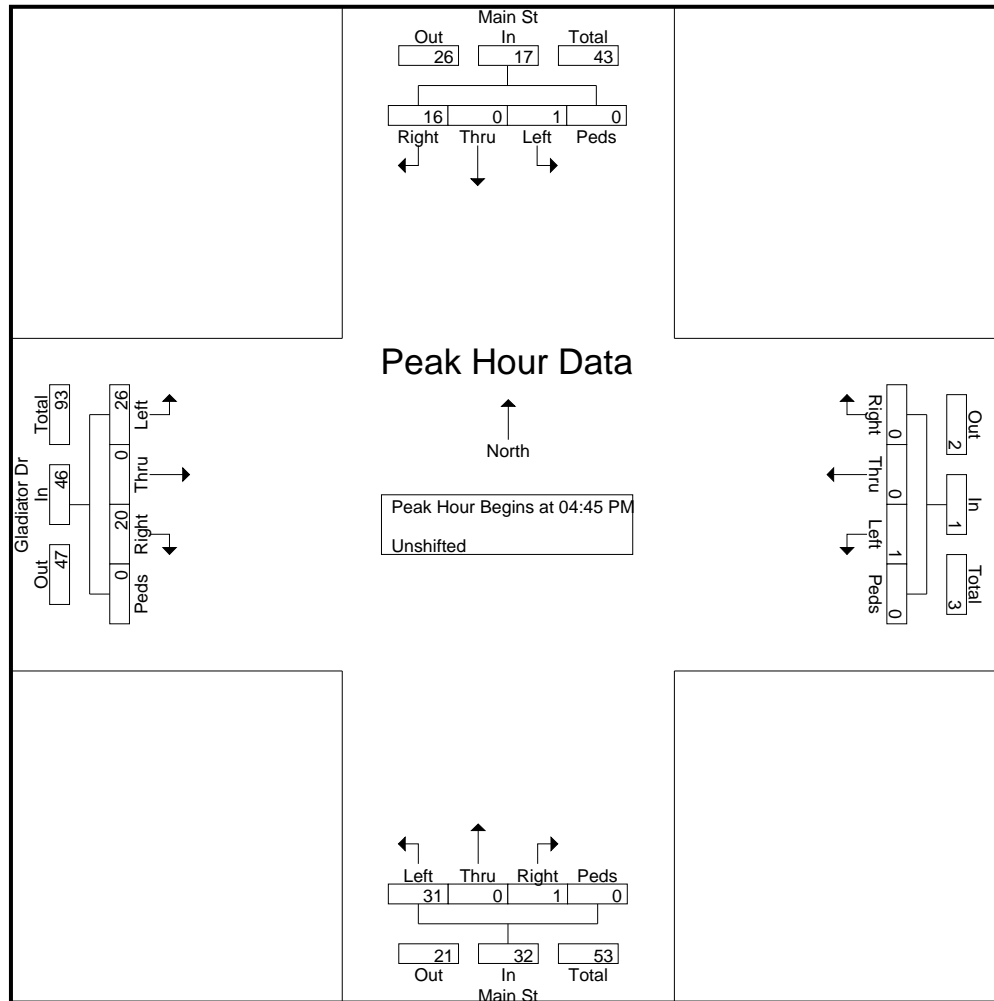 Main St
Out In Total
26 17 43
16 0 1 0
Right Thru Left Peds
Peak Hour Data
North
Peak Hour Begins at 04:45 PM
Unshifted
Gladiator Dr
Out In Total
47 46 93
26 0 20 0
Left Thru Right Peds
Out In Total
2 1 3
0 0 1 0
Right Thru Left Peds
Left Thru Right Peds
31 0 1 0
21 32 53
Out In Total
Main St